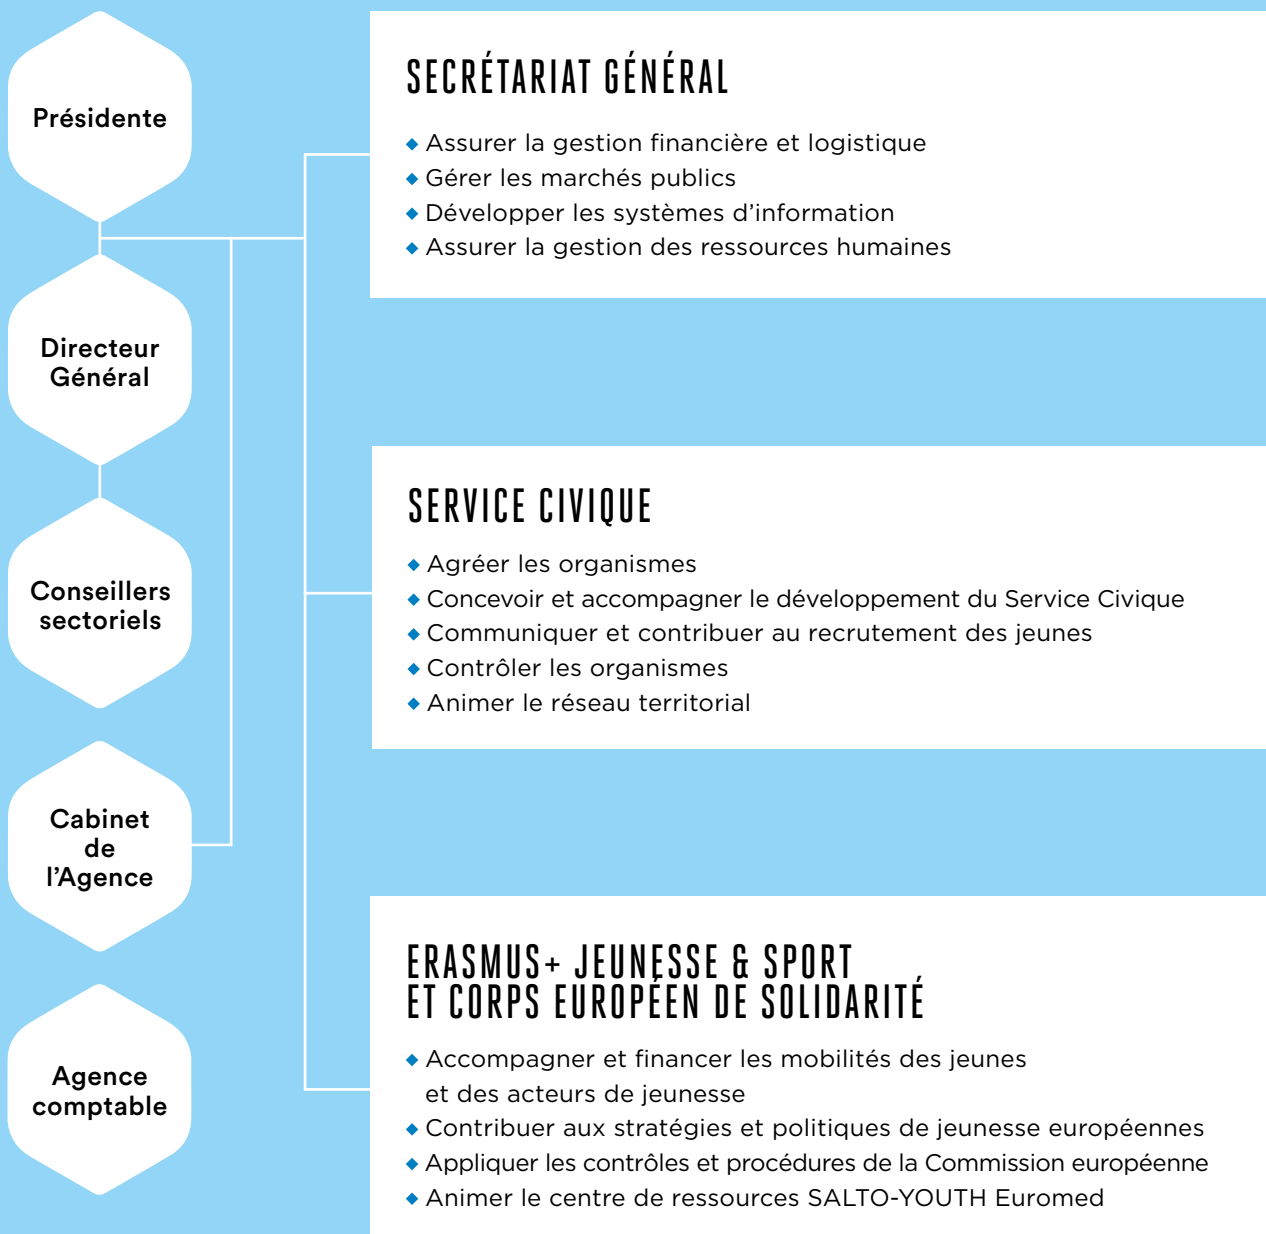 Présidente
Directeur
Général
Conseillers
sectoriels
Cabinet
de
l’Agence
Agence
comptable
SECRÉTARIAT GÉNÉRAL
Assurer la gestion financière et logistique
Gérer les marchés publics
Développer les systèmes d’information
Assurer la gestion des ressources humaines
SERVICE CIVIQUE
Agréer les organismes
Concevoir et accompagner le développement du Service Civique
Communiquer et contribuer au recrutement des jeunes
Contrôler les organismes
Animer le réseau territorial
ERASMUS+ JEUNESSE & SPORT
ET CORPS EUROPÉEN DE SOLIDARITÉ
Accompagner et financer les mobilités des jeunes
et des acteurs de jeunesse
Contribuer aux stratégies et politiques de jeunesse européennes
Appliquer les contrôles et procédures de la Commission européenne
Animer le centre de ressources SALTO-YOUTH Euromed